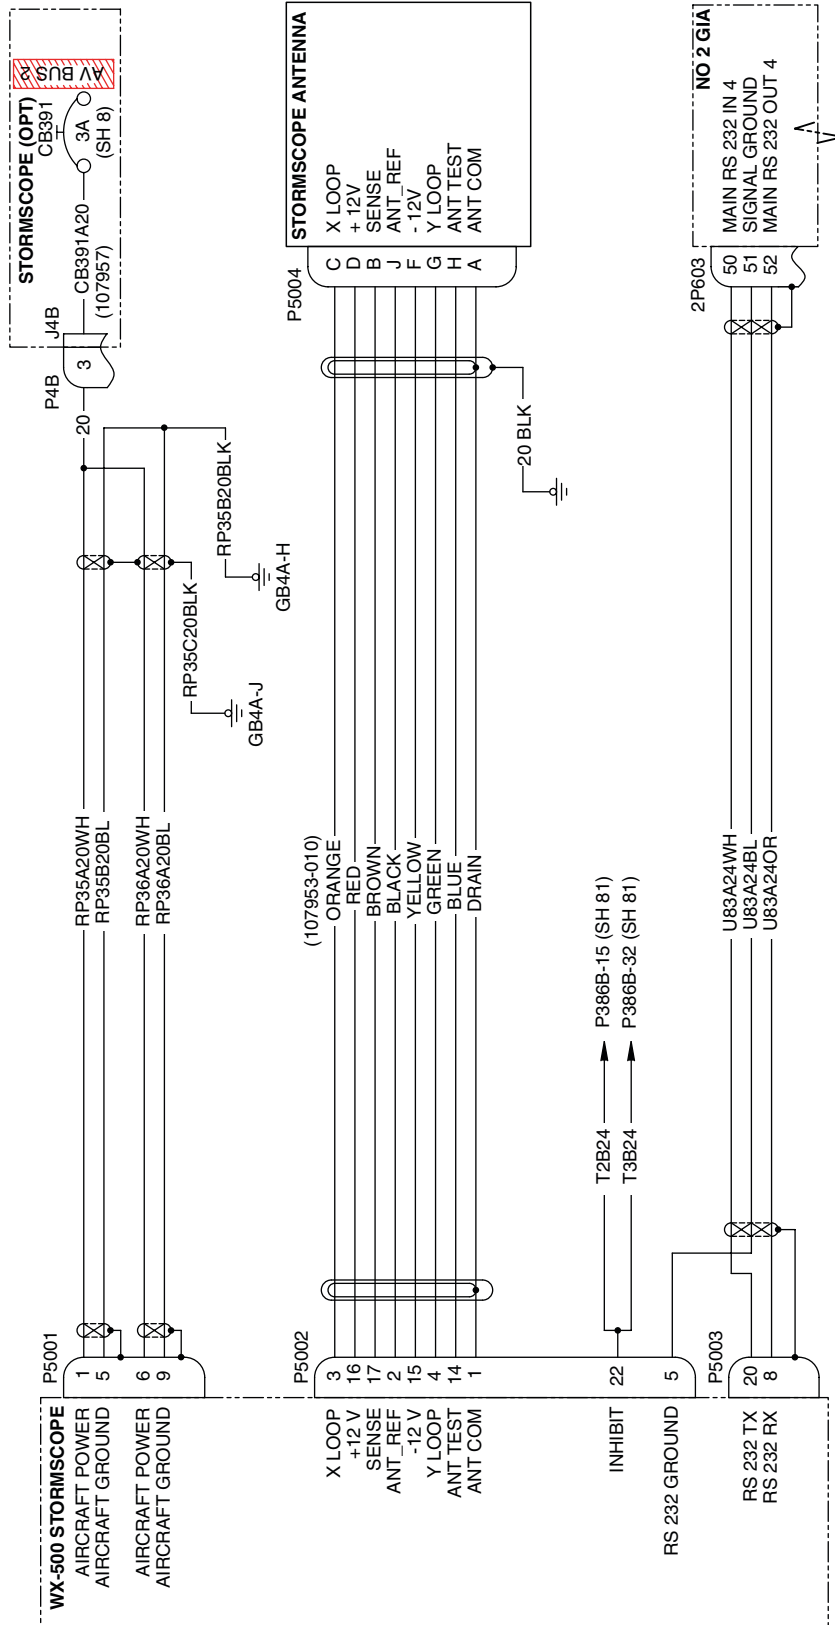 WX-500 STORMSCOPE
AIRCRAFT POWER
AIRCRAFT GROUND
AIRCRAFT POWER
AIRCRAFT GROUND
P5001
1
5
6
9
RP35A20WH
RP35B20BL
RP36A20WH
RP36A20BL
RP35C20BLK
GB4A-J
RP35B20BLK
GB4A-H
20
P4B
J4B
3
STORMSCOPE (OPT)
CB391A20
(107957)
CB391
3A
(SH 8)
AV BUS 2
X LOOP
+12 V
SENSE
ANT_REF
-12 V
Y LOOP
ANT TEST
ANT COM
P5002
3
16
17
2
15
4
14
1
(107953-010)
ORANGE
RED
BROWN
BLACK
YELLOW
GREEN
BLUE
DRAIN
20 BLK
P5004
C
D
B
J
F
G
H
A
STORMSCOPE ANTENNA
X LOOP
+ 12V
SENSE
ANT_REF
- 12V
Y LOOP
ANT TEST
ANT COM
INHIBIT
22
T2B24
P386B-15 (SH 81)
T3B24
P386B-32 (SH 81)
RS 232 GROUND
5
P5003
RS 232 TX
RS 232 RX
20
8
U83A24WH
U83A24BL
U83A24OR
2P603
50
51
52
NO 2 GIA
MAIN RS 232 IN 4
SIGNAL GROUND
MAIN RS 232 OUT 4